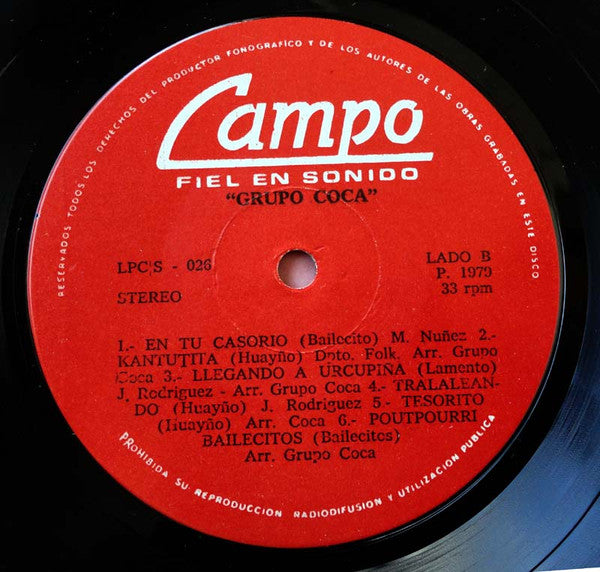 RESERVADOS TODOS LOS DERECHOS DEL PRODUCTOR FONOGRAFICO Y DE LOS AUTORES DE LAS OBRAS GRABADAS EN ESTE DISCO
Campo
FIEL EN SONIDO
"GRUPO COCA"
LPC'S - 026
STEREO
LADO B
P. 1979
33 rpm
1.- EN TU CASORIO (Bailecito) M. Nuñez 2.-
KANTUTITA (Huayño) Dpto. Folk. Arr. Grupo
Coca 3.- LLEGANDO A URCUPIÑA (Lamento)
J. Rodriguez - Arr. Grupo Coca 4.- TRALALEAN-
DO (Huayño) J. Rodriguez 5.- TESORITO
(Huayño) Arr. Coca 6.- POUTPOURRI
BAILECITOS (Bailecitos)
Arr. Grupo Coca
PROHIBIDA SU REPRODUCCION RADIODIFUSION Y UTILIZACION PUBLICA